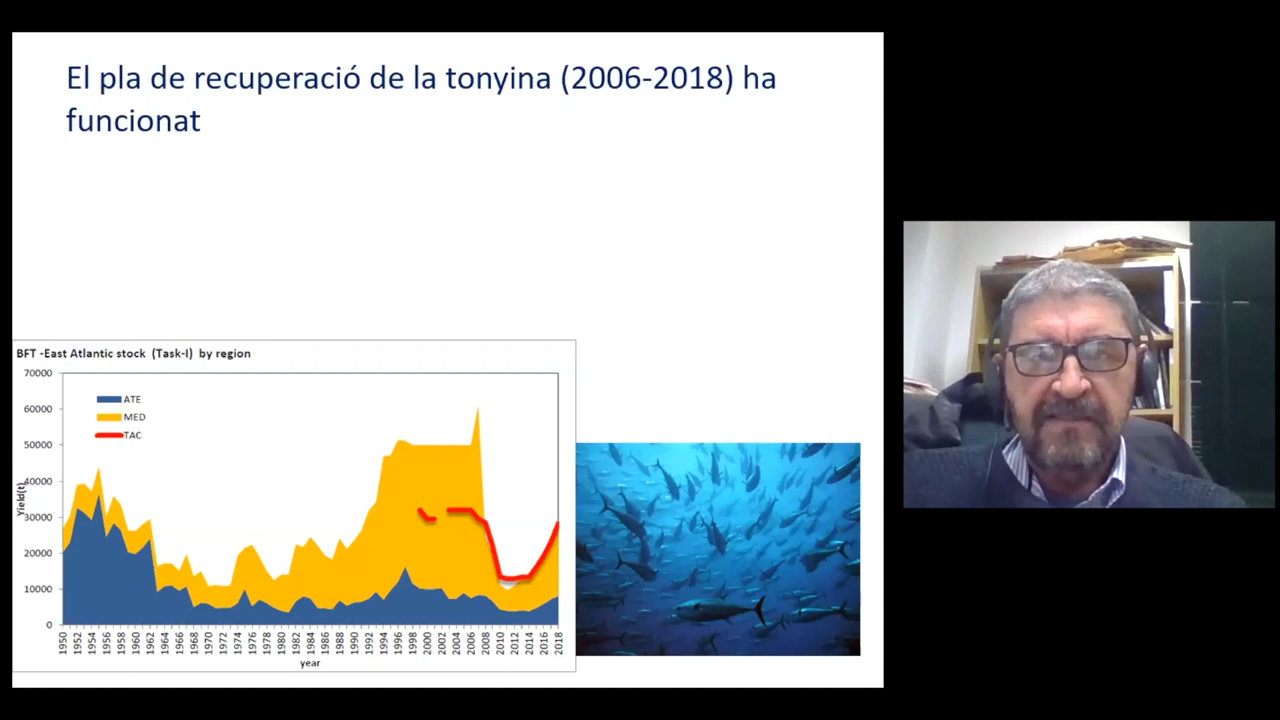 El pla de recuperació de la tonyina (2006-2018) ha
funcionat
BFT -East Atlantic stock (Task-I) by region
70000
60000
50000
40000
30000
20000
10000
0
Yield(t)
ATE
MED
TAC
1950 1952 1954 1956 1958 1960 1962 1964 1966 1968 1970 1972 1974 1976 1978 1980 1982 1984 1986 1988 1990 1992 1994 1996 1998 2000 2002 2004 2006 2008 2010 2012 2014 2016 2018
year